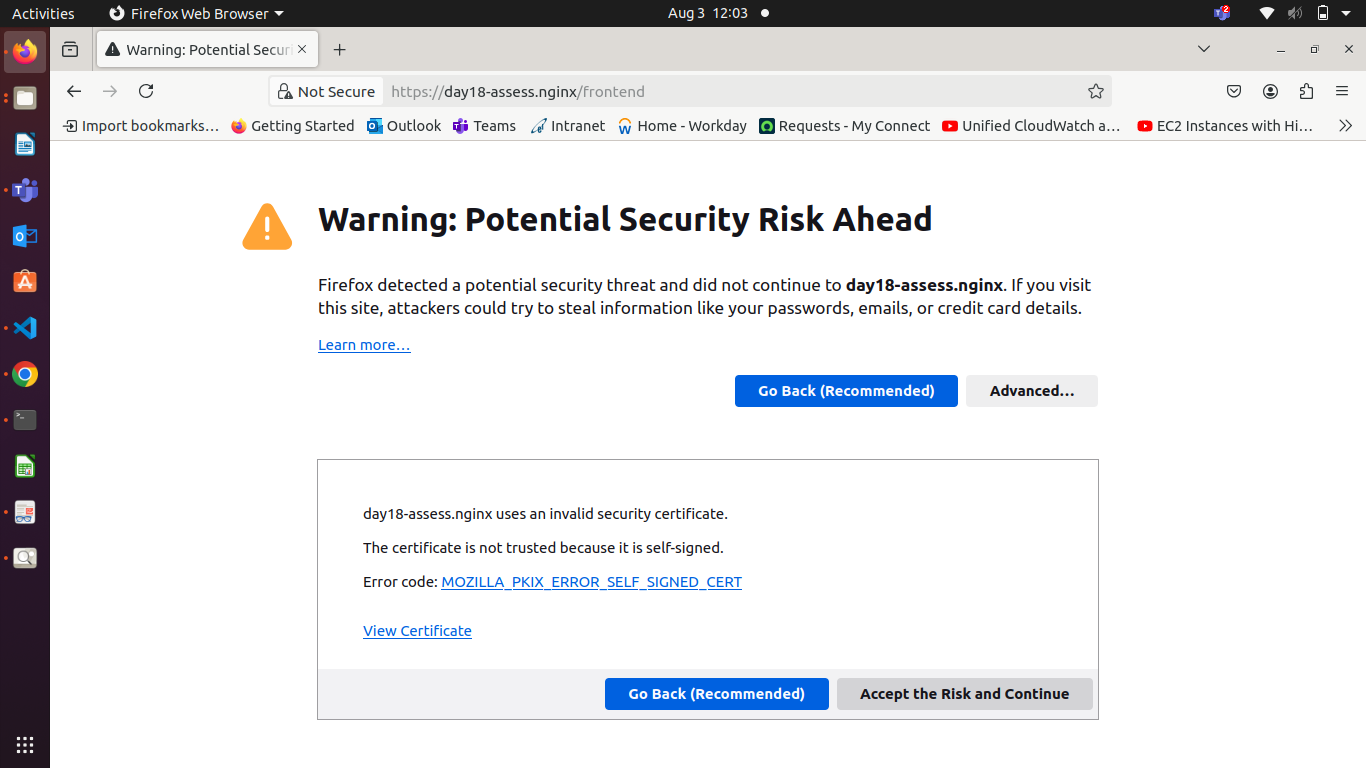 Activities Firefox Web Browser Aug 3 12:03 2
Warning: Potential Securi
Not Secure https://day18-assess.nginx/frontend
Import bookmarks… Getting Started Outlook Teams Intranet Home - Workday Requests - My Connect Unified CloudWatch a… EC2 Instances with Hi…
Warning: Potential Security Risk Ahead
Firefox detected a potential security threat and did not continue to day18-assess.nginx. If you visit
this site, attackers could try to steal information like your passwords, emails, or credit card details.
Learn more…
Go Back (Recommended) Advanced…
day18-assess.nginx uses an invalid security certificate.
The certificate is not trusted because it is self-signed.
Error code: MOZILLA_PKIX_ERROR_SELF_SIGNED_CERT
View Certificate
Go Back (Recommended) Accept the Risk and Continue